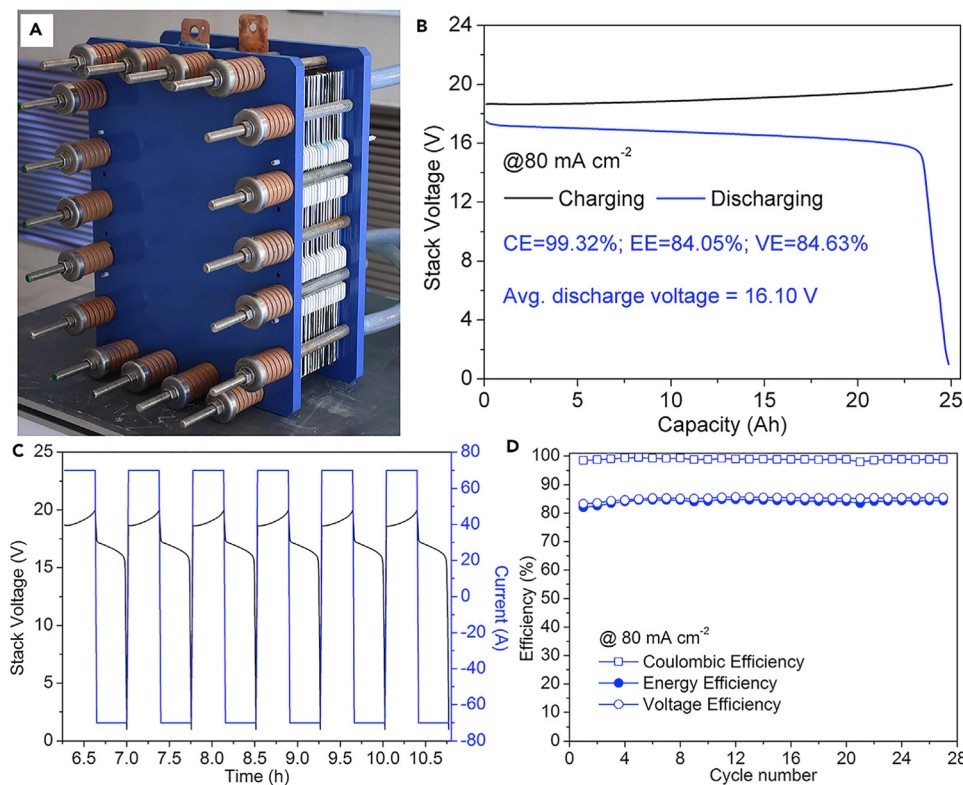 A
B
24
20
16
12
8
4
0
Stack Voltage (V)
@80 mA cm-2
Charging
Discharging
CE=99.32%; EE=84.05%; VE=84.63%
Avg. discharge voltage = 16.10 V
0 5 10 15 20 25
Capacity (Ah)
C
25
20
15
10
5
0
Stack Voltage (V)
80
60
40
20
0
-20
-40
-60
-80
Current (A)
6.5 7.0 7.5 8.0 8.5 9.0 9.5 10.0 10.5
Time (h)
D
100
90
80
70
60
50
40
30
20
10
0
Efficiency (%)
@ 80 mA cm-2
Coulombic Efficiency
Energy Efficiency
Voltage Efficiency
0 4 8 12 16 20 24 28
Cycle number